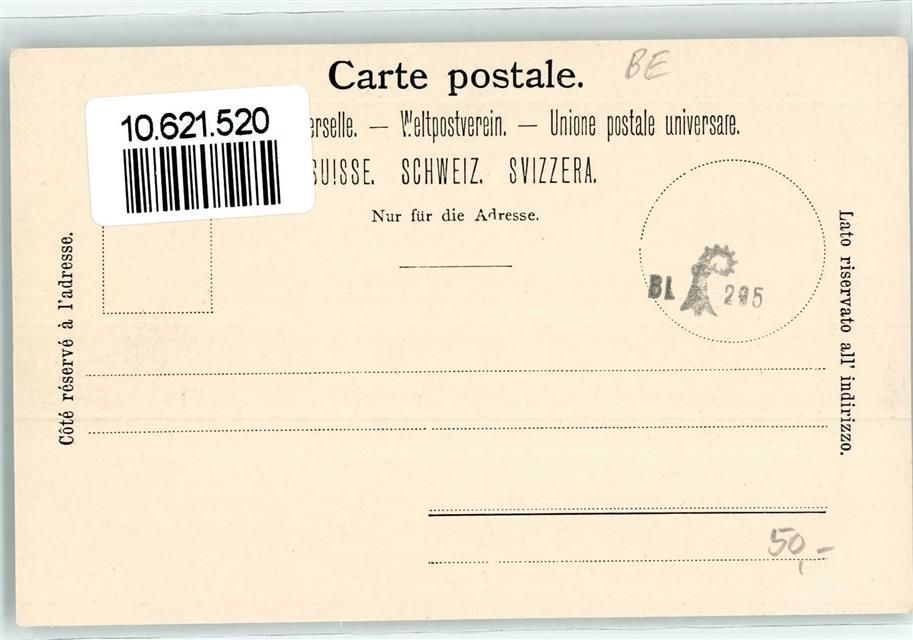 Carte postale.
BE
10.621.520
erselle. — Weltpostverein. — Unione postale universare.
SUISSE. SCHWEIZ. SVIZZERA.
Nur für die Adresse.
Côté réservé à l'adresse.
Lato riservato all' indirizzo.
BL 295
50,-